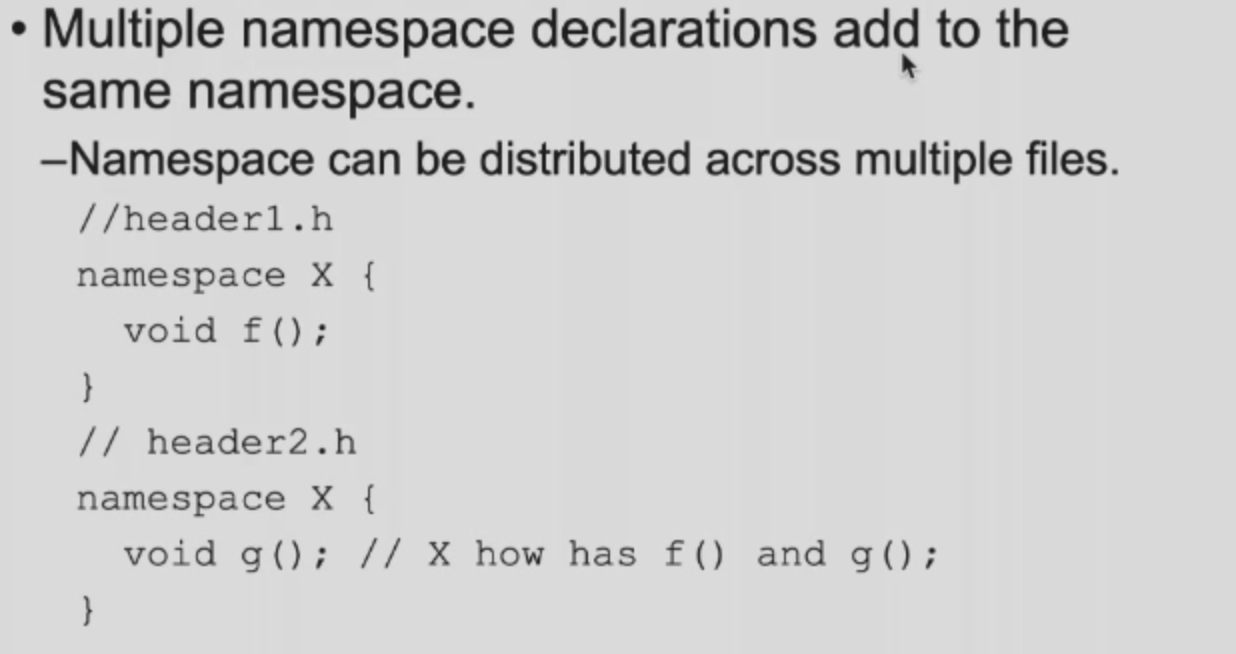 • Multiple namespace declarations add to the
same namespace.
–Namespace can be distributed across multiple files.
//header1.h
namespace X {
void f();
}
// header2.h
namespace X {
void g(); // X how has f() and g();
}